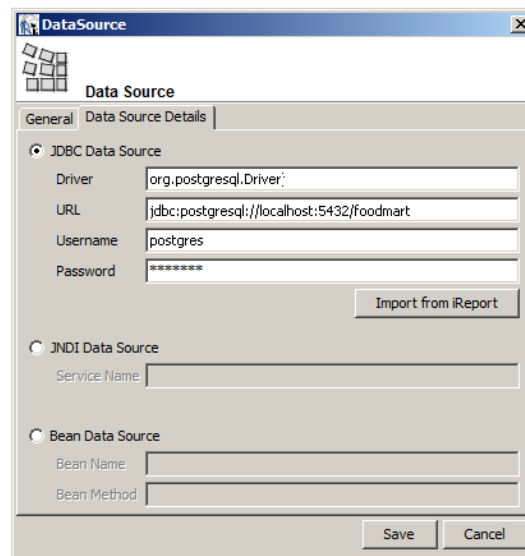 DataSource
Data Source
General Data Source Details
JDBC Data Source
Driver org.postgresql.Driver
URL jdbc:postgresql://localhost:5432/foodmart
Username postgres
Password *******
Import from iReport
JNDI Data Source
Service Name
Bean Data Source
Bean Name
Bean Method
Save Cancel